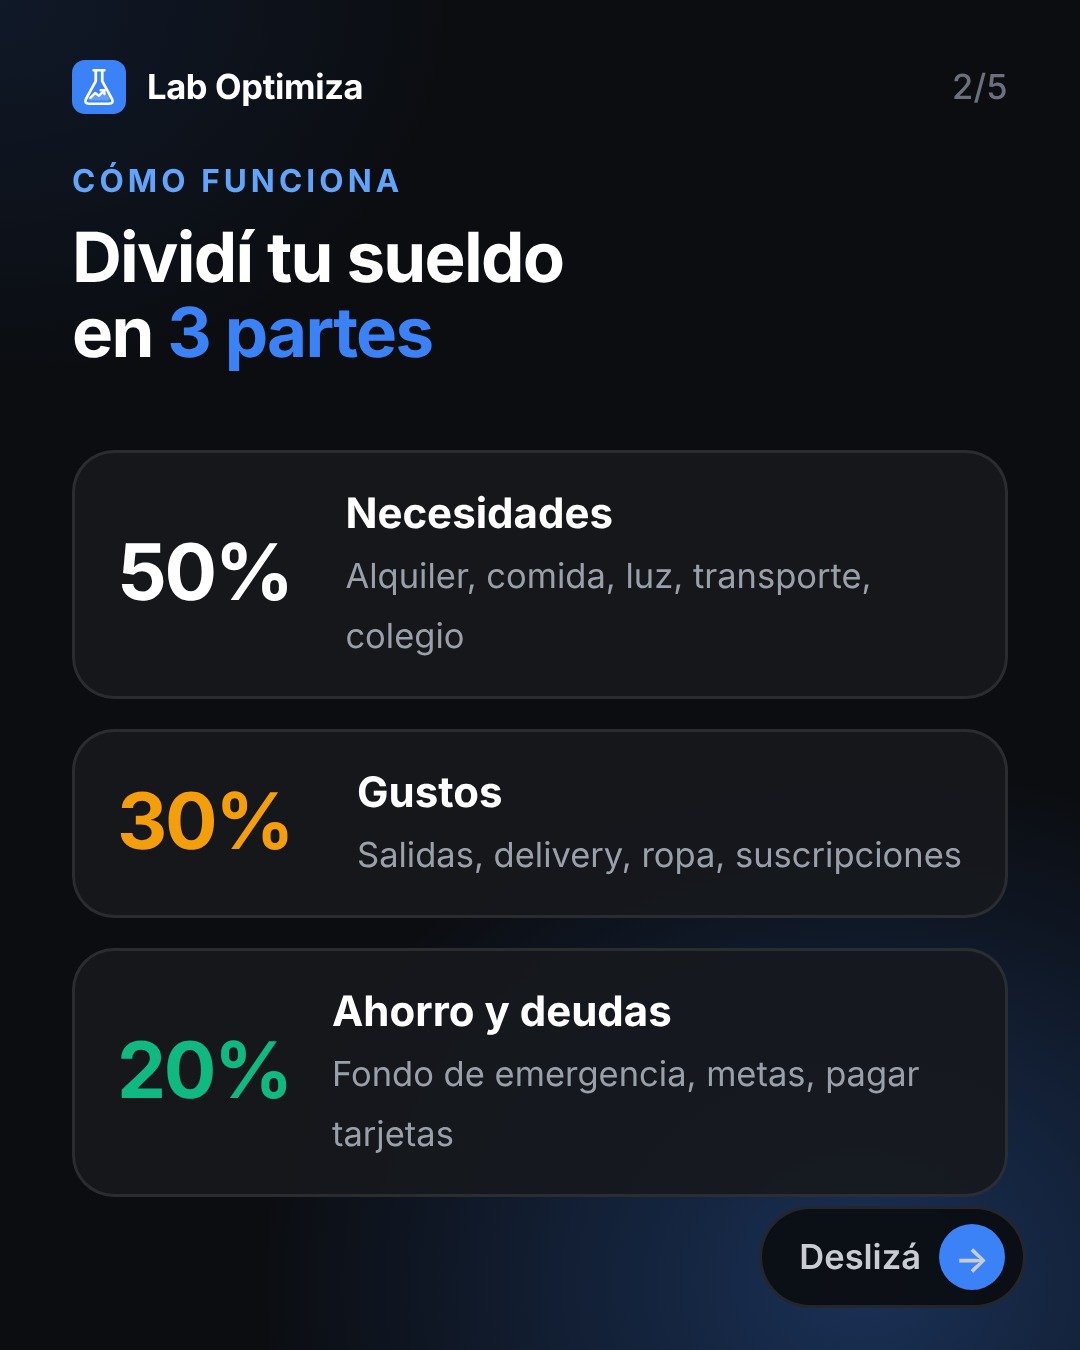 Lab Optimiza
2/5
CÓMO FUNCIONA
Dividí tu sueldo
en 3 partes
50%
Necesidades
Alquiler, comida, luz, transporte,
colegio
30%
Gustos
Salidas, delivery, ropa, suscripciones
20%
Ahorro y deudas
Fondo de emergencia, metas, pagar
tarjetas
Deslizá →